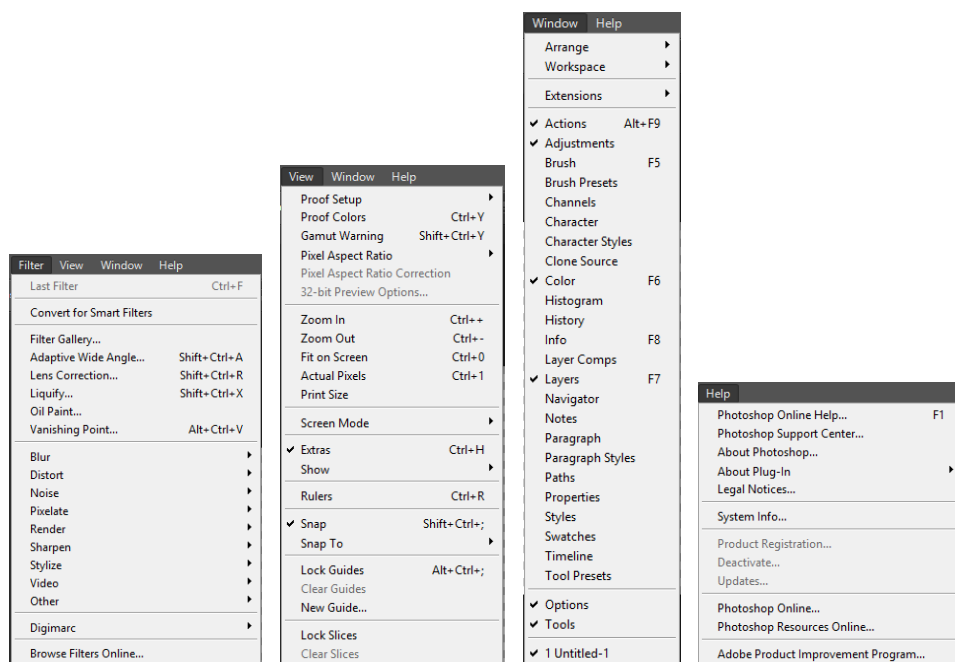 Filter View Window Help
Last Filter Ctrl+F
Convert for Smart Filters
Filter Gallery...
Adaptive Wide Angle... Shift+Ctrl+A
Lens Correction... Shift+Ctrl+R
Liquify... Shift+Ctrl+X
Oil Paint...
Vanishing Point... Alt+Ctrl+V
Blur
Distort
Noise
Pixelate
Render
Sharpen
Stylize
Video
Other
Digimarc
Browse Filters Online...
View Window Help
Proof Setup
Proof Colors Ctrl+Y
Gamut Warning Shift+Ctrl+Y
Pixel Aspect Ratio
Pixel Aspect Ratio Correction
32-bit Preview Options...
Zoom In Ctrl++
Zoom Out Ctrl+-
Fit on Screen Ctrl+0
Actual Pixels Ctrl+1
Print Size
Screen Mode
Extras Ctrl+H
Show
Rulers Ctrl+R
Snap Shift+Ctrl+;
Snap To
Lock Guides Alt+Ctrl+;
Clear Guides
New Guide...
Lock Slices
Clear Slices
Window Help
Arrange
Workspace
Extensions
Actions Alt+F9
Adjustments
Brush F5
Brush Presets
Channels
Character
Character Styles
Clone Source
Color F6
Histogram
History
Info F8
Layer Comps
Layers F7
Navigator
Notes
Paragraph
Paragraph Styles
Paths
Properties
Styles
Swatches
Timeline
Tool Presets
Options
Tools
1 Untitled-1
Help
Photoshop Online Help... F1
Photoshop Support Center...
About Photoshop...
About Plug-In
Legal Notices...
System Info...
Product Registration...
Deactivate...
Updates...
Photoshop Online...
Photoshop Resources Online...
Adobe Product Improvement Program...